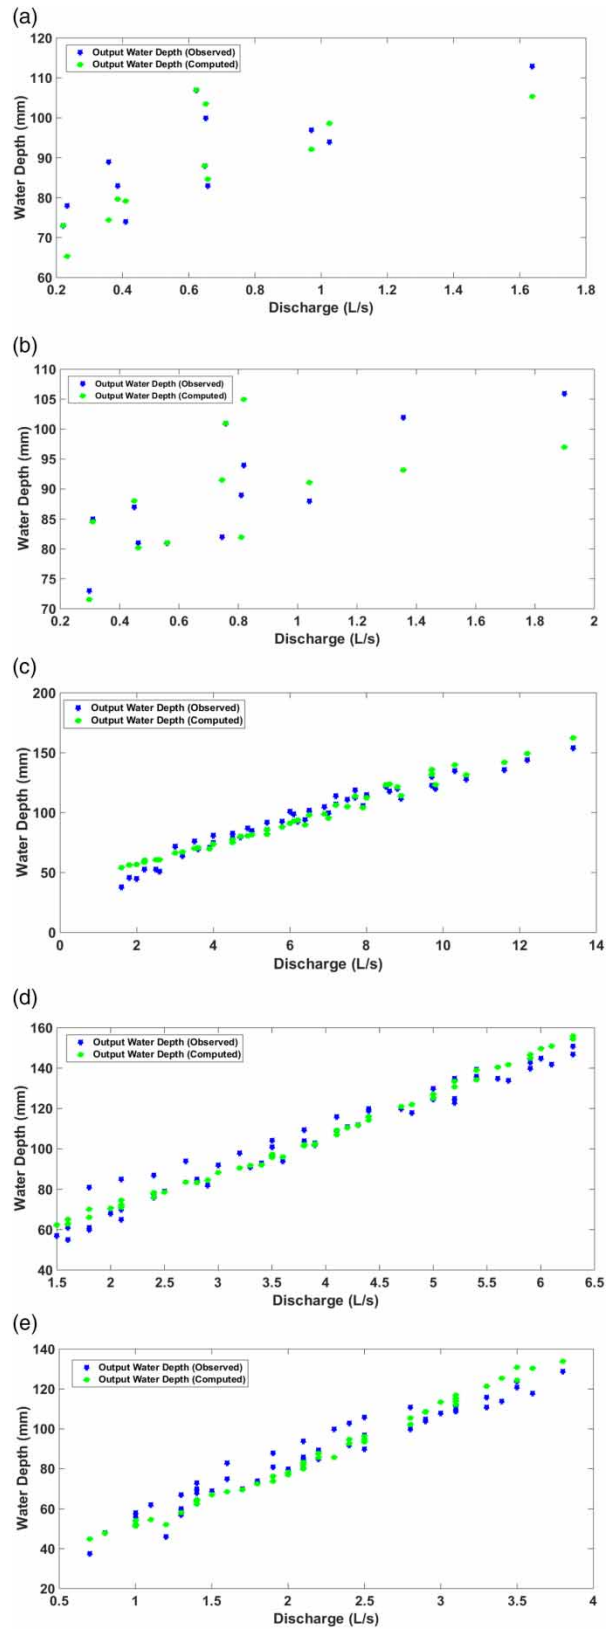 (a)
120
Output Water Depth (Observed)
Output Water Depth (Computed)
110
100
90
80
70
60
Water Depth (mm)
0.2 0.4 0.6 0.8 1 1.2 1.4 1.6 1.8
Discharge (L/s)
(b)
110
Output Water Depth (Observed)
Output Water Depth (Computed)
105
100
95
90
85
80
75
70
Water Depth (mm)
0.2 0.4 0.6 0.8 1 1.2 1.4 1.6 1.8 2
Discharge (L/s)
(c)
200
Output Water Depth (Observed)
Output Water Depth (Computed)
150
100
50
0
Water Depth (mm)
0 2 4 6 8 10 12 14
Discharge (L/s)
(d)
160
Output Water Depth (Observed)
Output Water Depth (Computed)
140
120
100
80
60
40
Water Depth (mm)
1.5 2 2.5 3 3.5 4 4.5 5 5.5 6 6.5
Discharge (L/s)
(e)
140
Output Water Depth (Observed)
Output Water Depth (Computed)
120
100
80
60
40
20
Water Depth (mm)
0.5 1 1.5 2 2.5 3 3.5 4
Discharge (L/s)